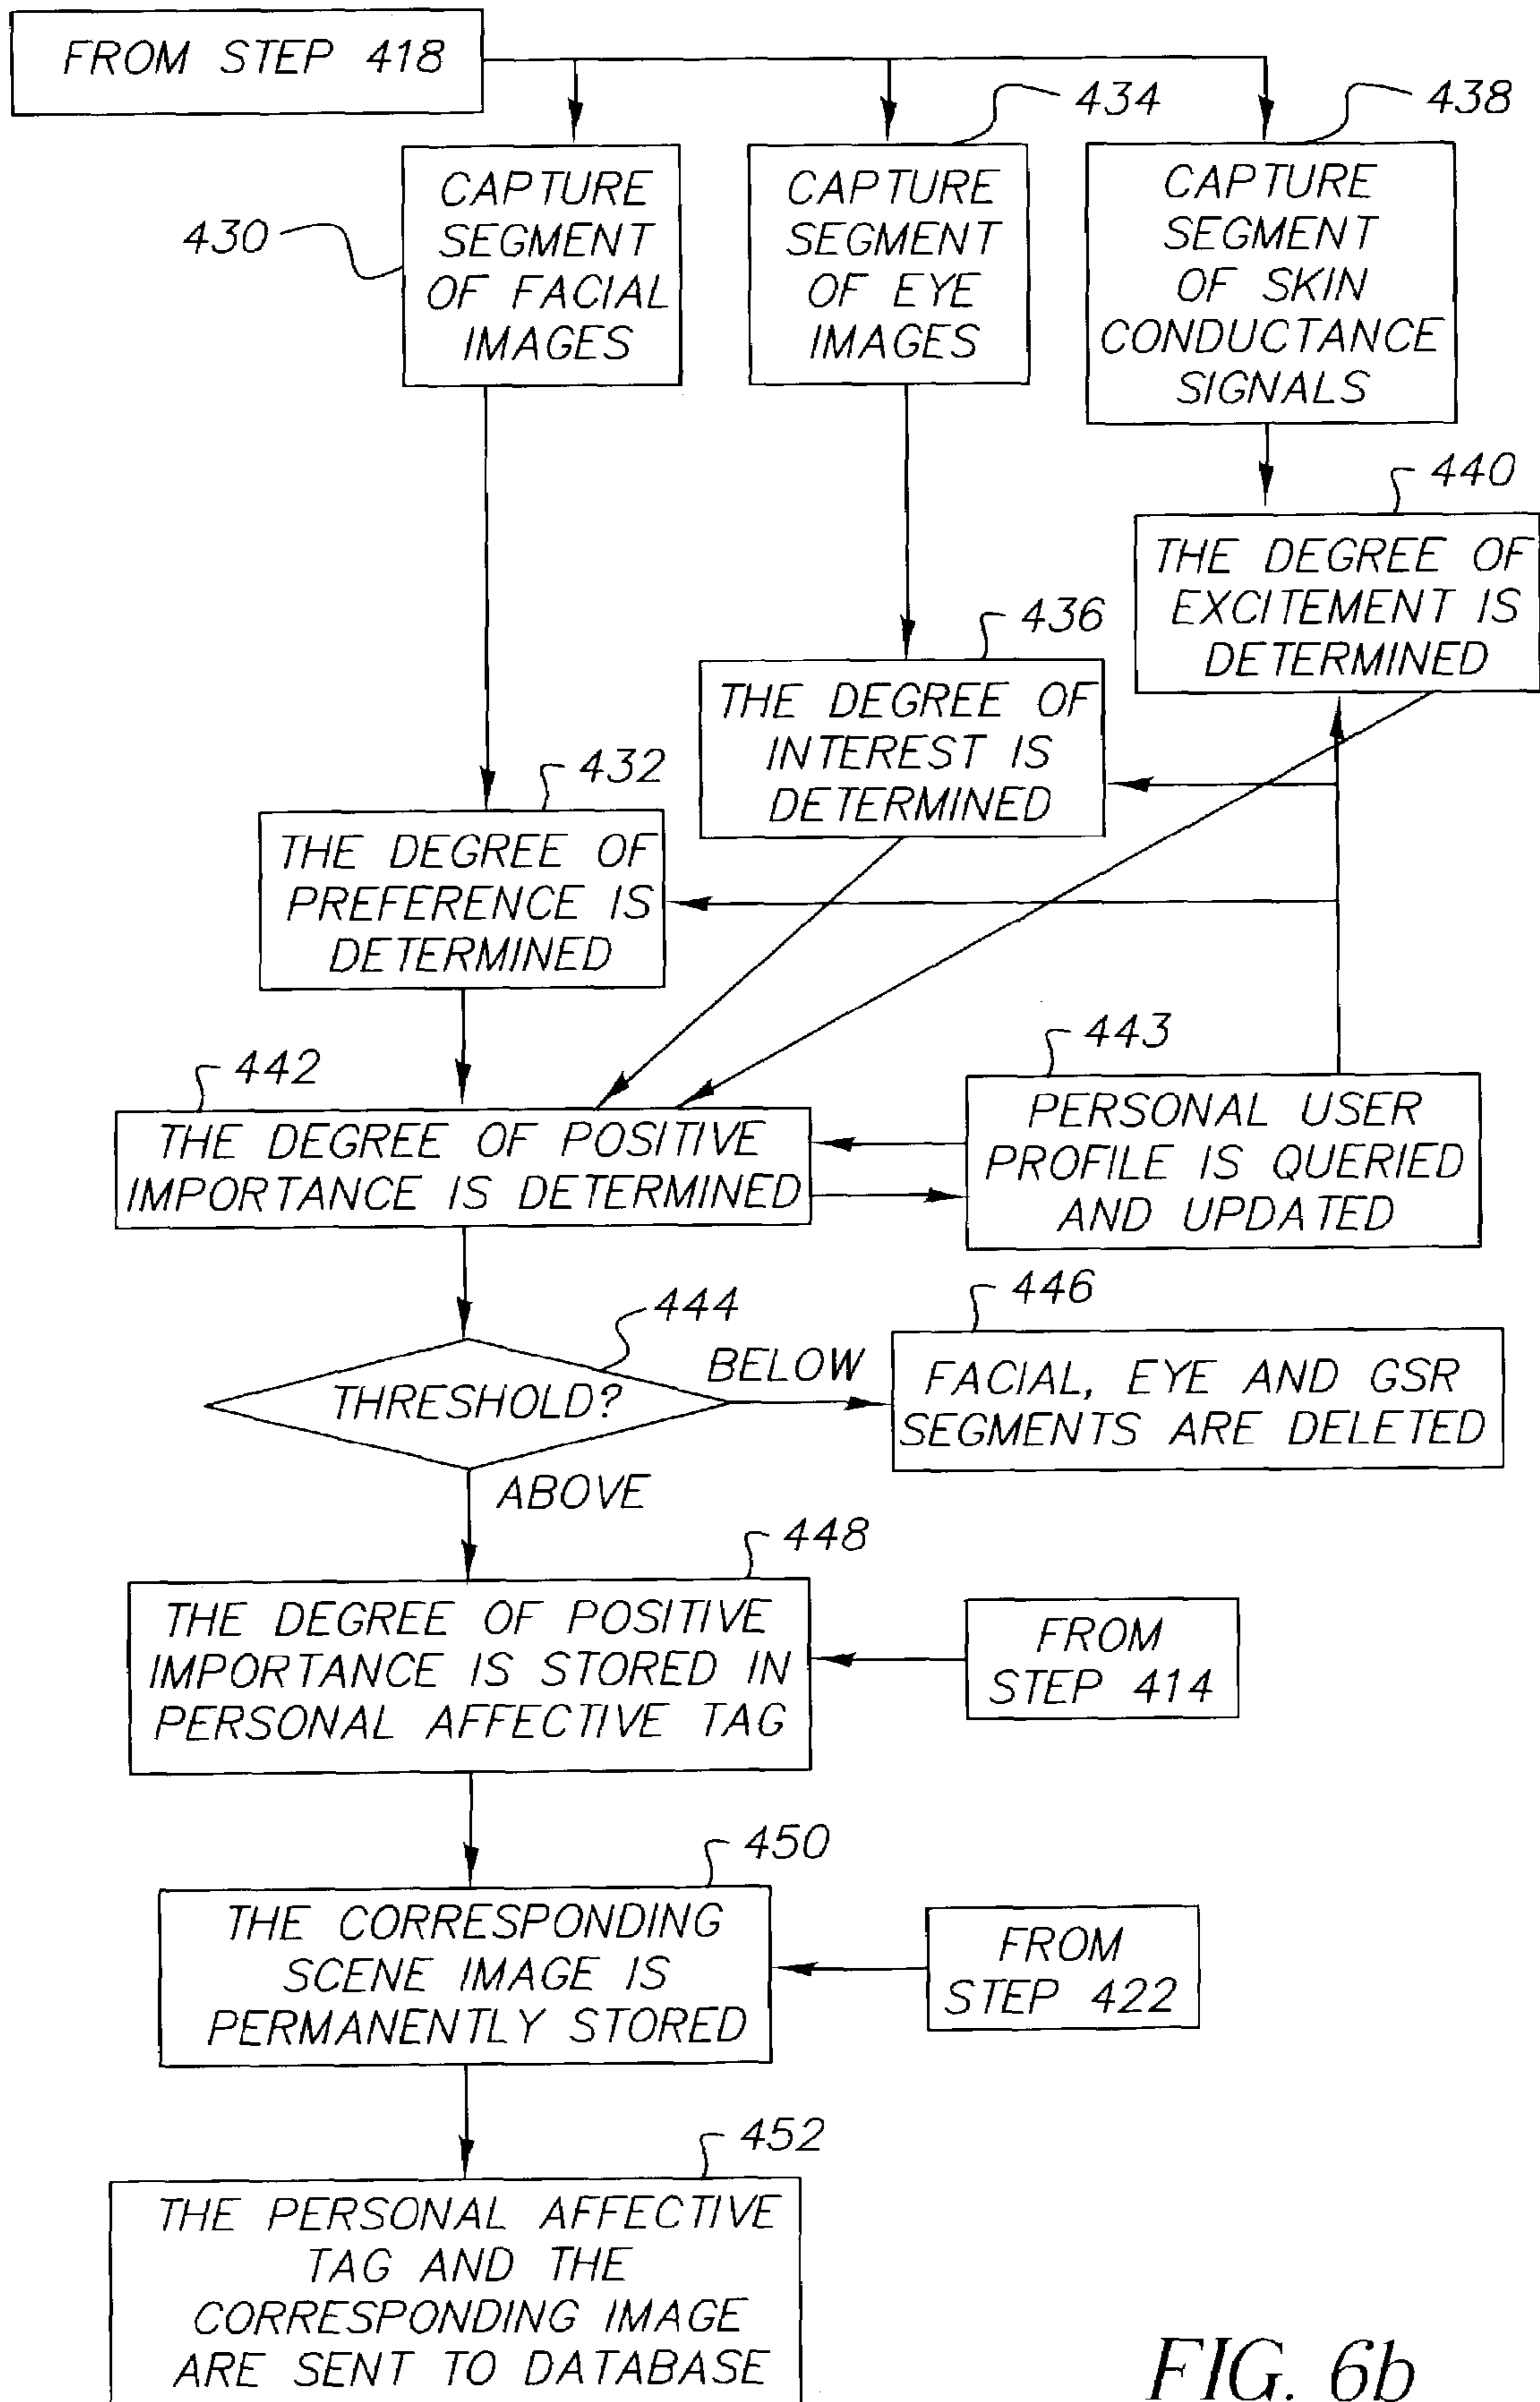 FROM STEP 418
434
438
430
CAPTURE
SEGMENT
OF FACIAL
IMAGES
CAPTURE
SEGMENT
OF EYE
IMAGES
CAPTURE
SEGMENT
OF SKIN
CONDUCTANCE
SIGNALS
440
THE DEGREE OF
EXCITEMENT IS
DETERMINED
436
THE DEGREE OF
INTEREST IS
DETERMINED
432
THE DEGREE OF
PREFERENCE IS
DETERMINED
442
THE DEGREE OF POSITIVE
IMPORTANCE IS DETERMINED
443
PERSONAL USER
PROFILE IS QUERIED
AND UPDATED
444
THRESHOLD?
BELOW
446
FACIAL, EYE AND GSR
SEGMENTS ARE DELETED
ABOVE
448
THE DEGREE OF POSITIVE
IMPORTANCE IS STORED IN
PERSONAL AFFECTIVE TAG
FROM
STEP 414
450
THE CORRESPONDING
SCENE IMAGE IS
PERMANENTLY STORED
FROM
STEP 422
452
THE PERSONAL AFFECTIVE
TAG AND THE
CORRESPONDING IMAGE
ARE SENT TO DATABASE
FIG. 6b